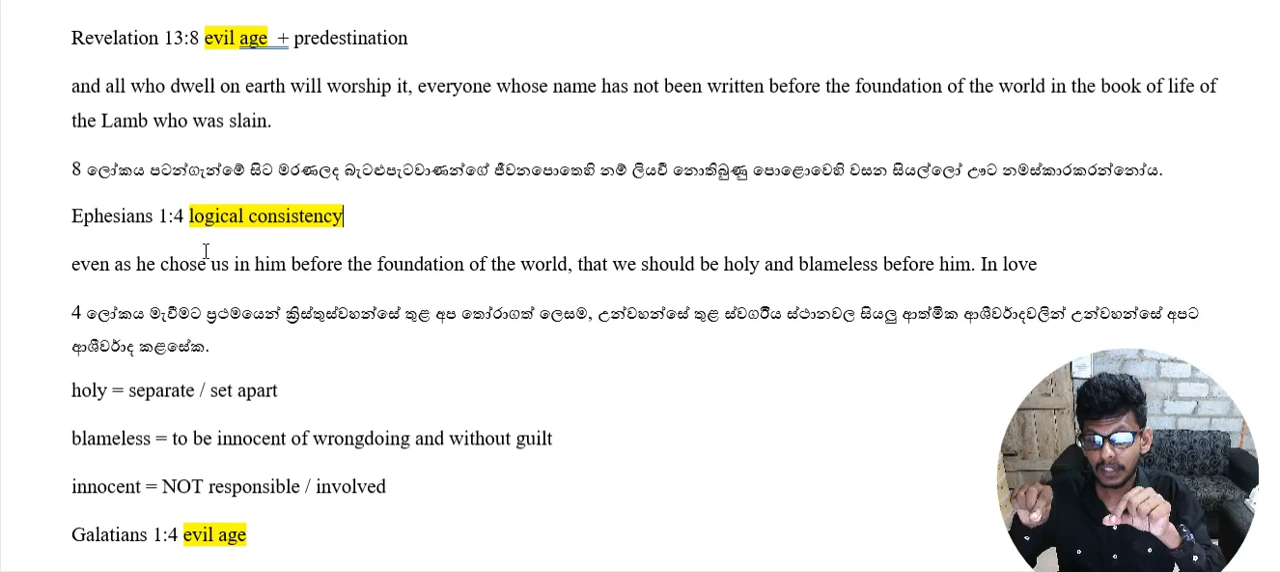 Revelation 13:8 evil age + predestination
and all who dwell on earth will worship it, everyone whose name has not been written before the foundation of the world in the book of life of
the Lamb who was slain.
8 ලෝකය පටන්ගැන්මේ සිට මරණලද බැටළුපැටවාණන්ගේ ජීවනපොතෙහි නම් ලියවී නොතිබුණු පොළොවෙහි වසන සියල්ලෝ ඌට නමස්කාරකරන්නෝය.
Ephesians 1:4 logical consistency
even as he chose us in him before the foundation of the world, that we should be holy and blameless before him. In love
4 ලෝකය මැවීමට ප්‍රථමයෙන් ක්‍රිස්තුස්වහන්සේ තුළ අප තෝරාගත් ලෙසම, උන්වහන්සේ තුළ ස්වර්ගීය ස්ථානවල සියලු ආත්මික ආශීර්වාදවලින් උන්වහන්සේ අපට
ආශීර්වාද කළසේක.
holy = separate / set apart
blameless = to be innocent of wrongdoing and without guilt
innocent = NOT responsible / involved
Galatians 1:4 evil age